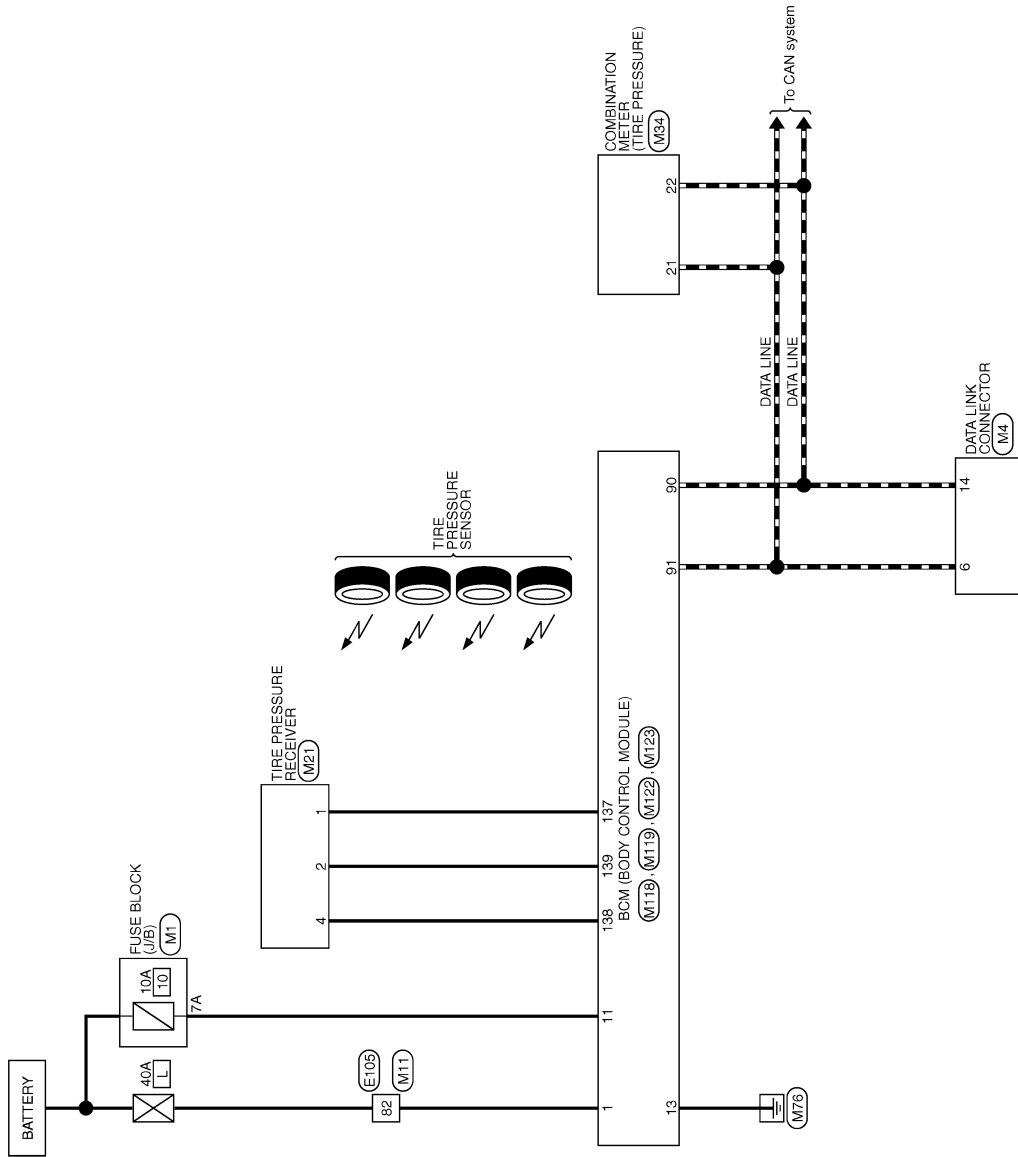 BATTERY
40A
L
E105
82
M11
1
13
M76
FUSE BLOCK
(J/B)
M1
10A
10
7A
11
TIRE PRESSURE
RECEIVER
M21
4
2
1
138
139
137
BCM (BODY CONTROL MODULE)
M118 , M119 , M122 , M123
TIRE
PRESSURE
SENSOR
91
90
DATA LINE
DATA LINE
DATA LINK
CONNECTOR
M4
6
14
COMBINATION
METER
(TIRE PRESSURE)
M34
21
22
To CAN system